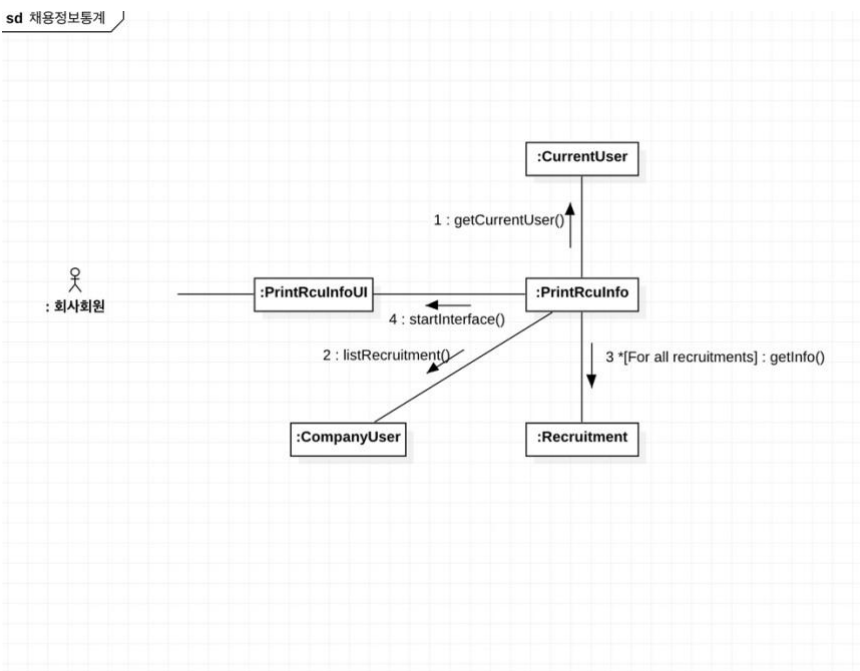 sd 채용정보통계
:CurrentUser
1 : getCurrentUser()
: 회사회원
:PrintRcuInfoUI
:PrintRcuInfo
4 : startInterface()
2 : listRecruitment()
3 *[For all recruitments] : getInfo()
:CompanyUser
:Recruitment